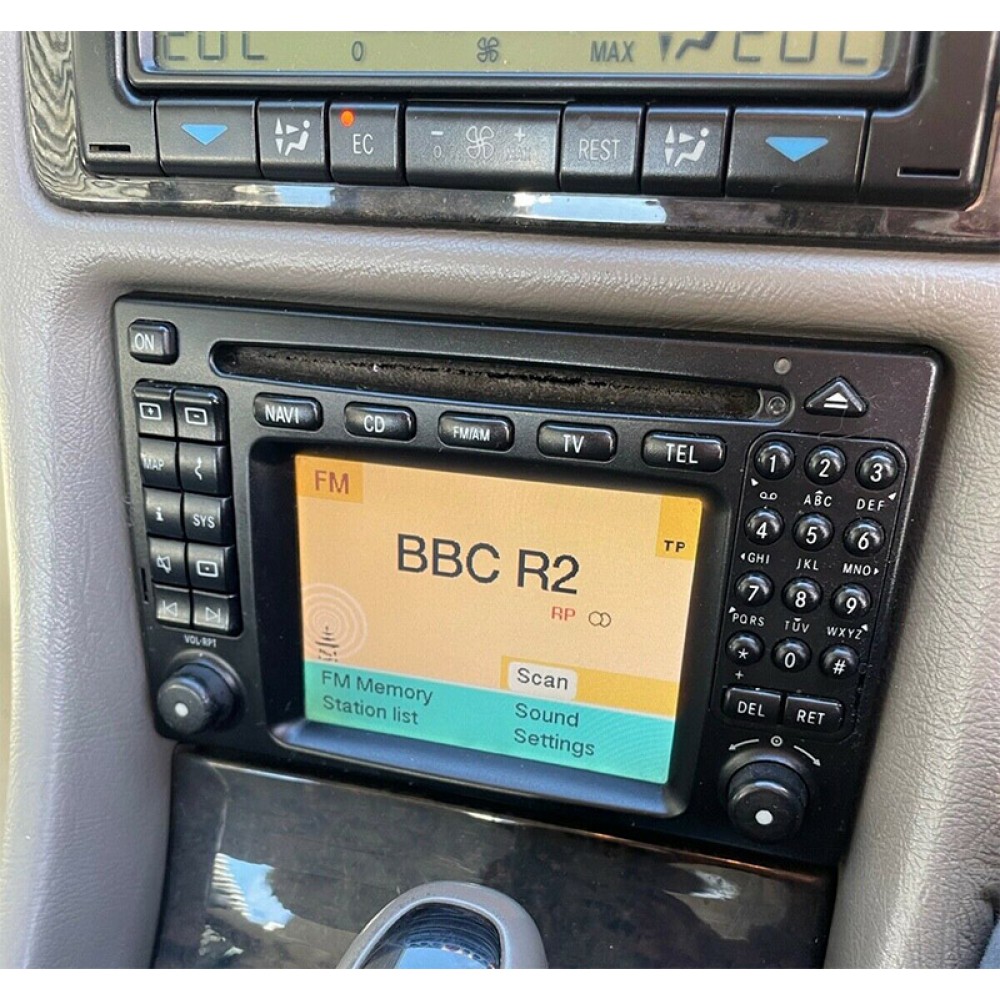 0 MAX
EC - 0 + REST
ON
NAVI CD FM/AM TV TEL
MAP
i SYS
VOL·RPT
FM
TP
BBC R2
RP
Scan
FM Memory
Station list
Sound
Settings
1 2 3
ABC DEF
4 5 6
GHI JKL MNO
7 8 9
PQRS TUV WXYZ
* 0 #
+
DEL RET